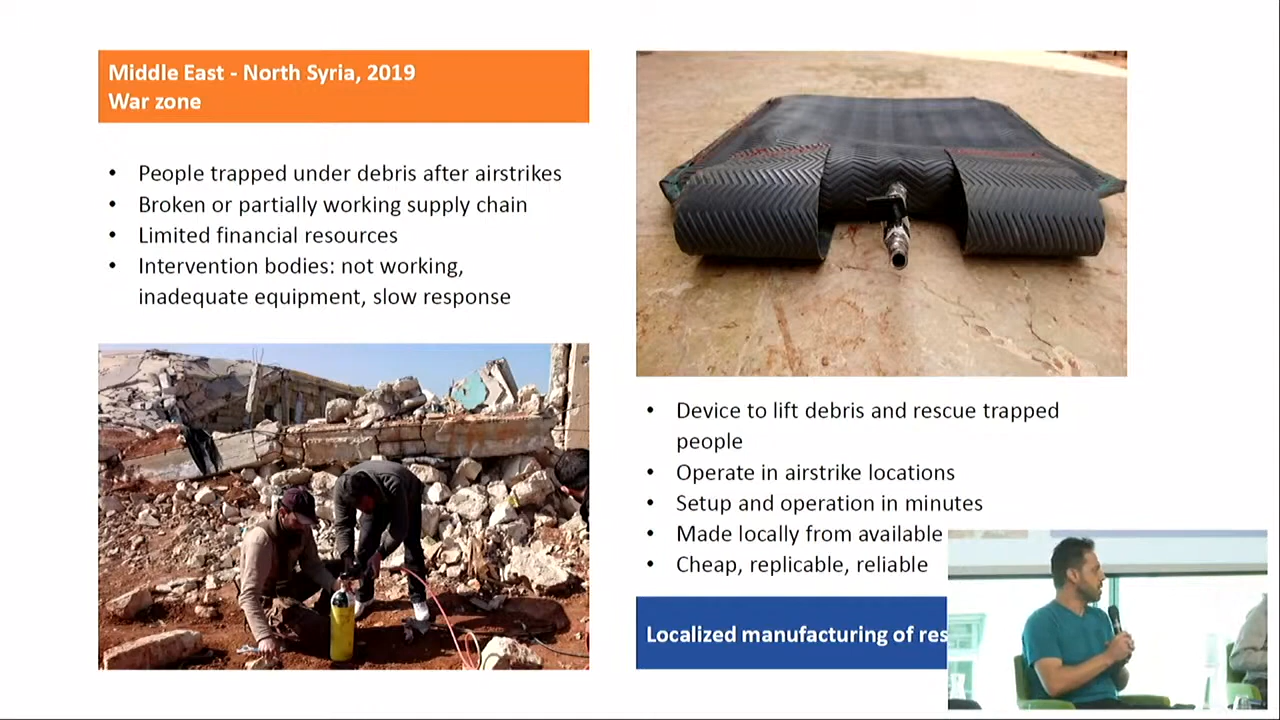 Middle East - North Syria, 2019
War zone
• People trapped under debris after airstrikes
• Broken or partially working supply chain
• Limited financial resources
• Intervention bodies: not working,
inadequate equipment, slow response
• Device to lift debris and rescue trapped
people
• Operate in airstrike locations
• Setup and operation in minutes
• Made locally from available
• Cheap, replicable, reliable
Localized manufacturing of res